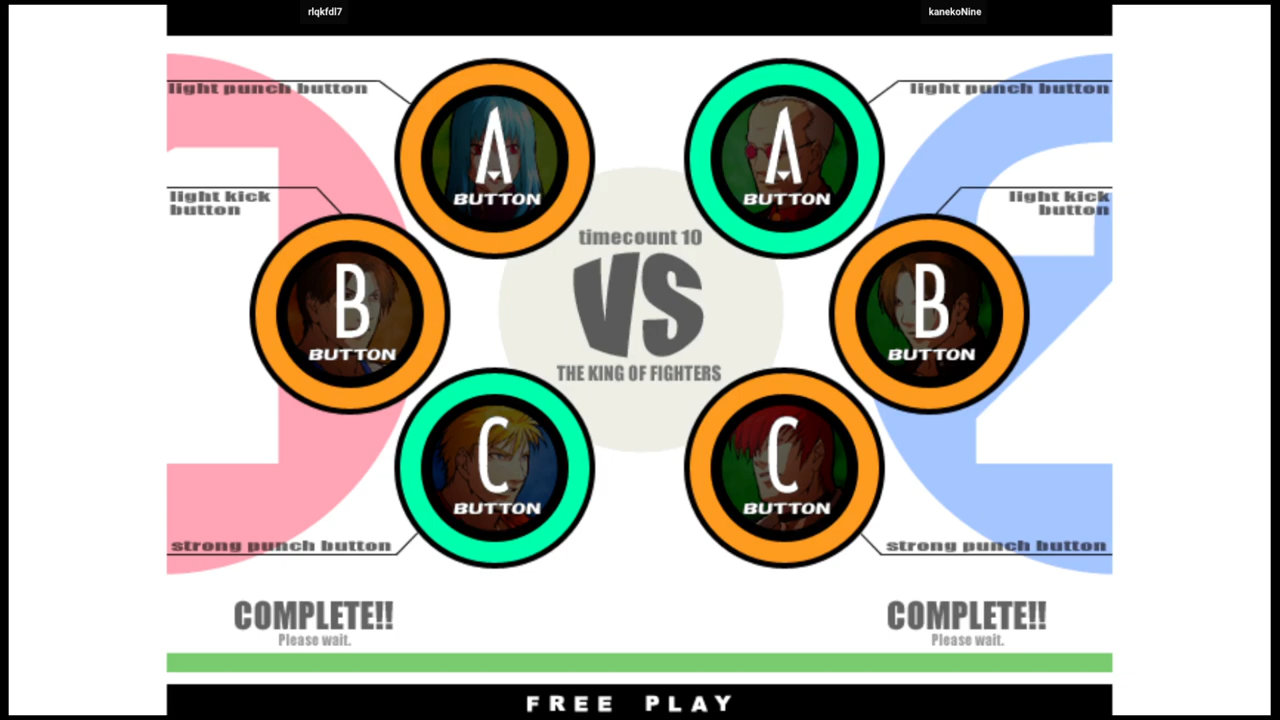 rlqkfdl7
kanekoNine
light punch button
light punch button
A
BUTTON
A
BUTTON
light kick
button
light kick
button
timecount 10
VS
THE KING OF FIGHTERS
B
BUTTON
B
BUTTON
C
BUTTON
C
BUTTON
strong punch button
strong punch button
COMPLETE!!
Please wait.
COMPLETE!!
Please wait.
FREE PLAY
1
2